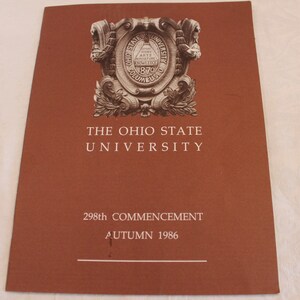 THE OHIO STATE
UNIVERSITY
298th COMMENCEMENT
AUTUMN 1986